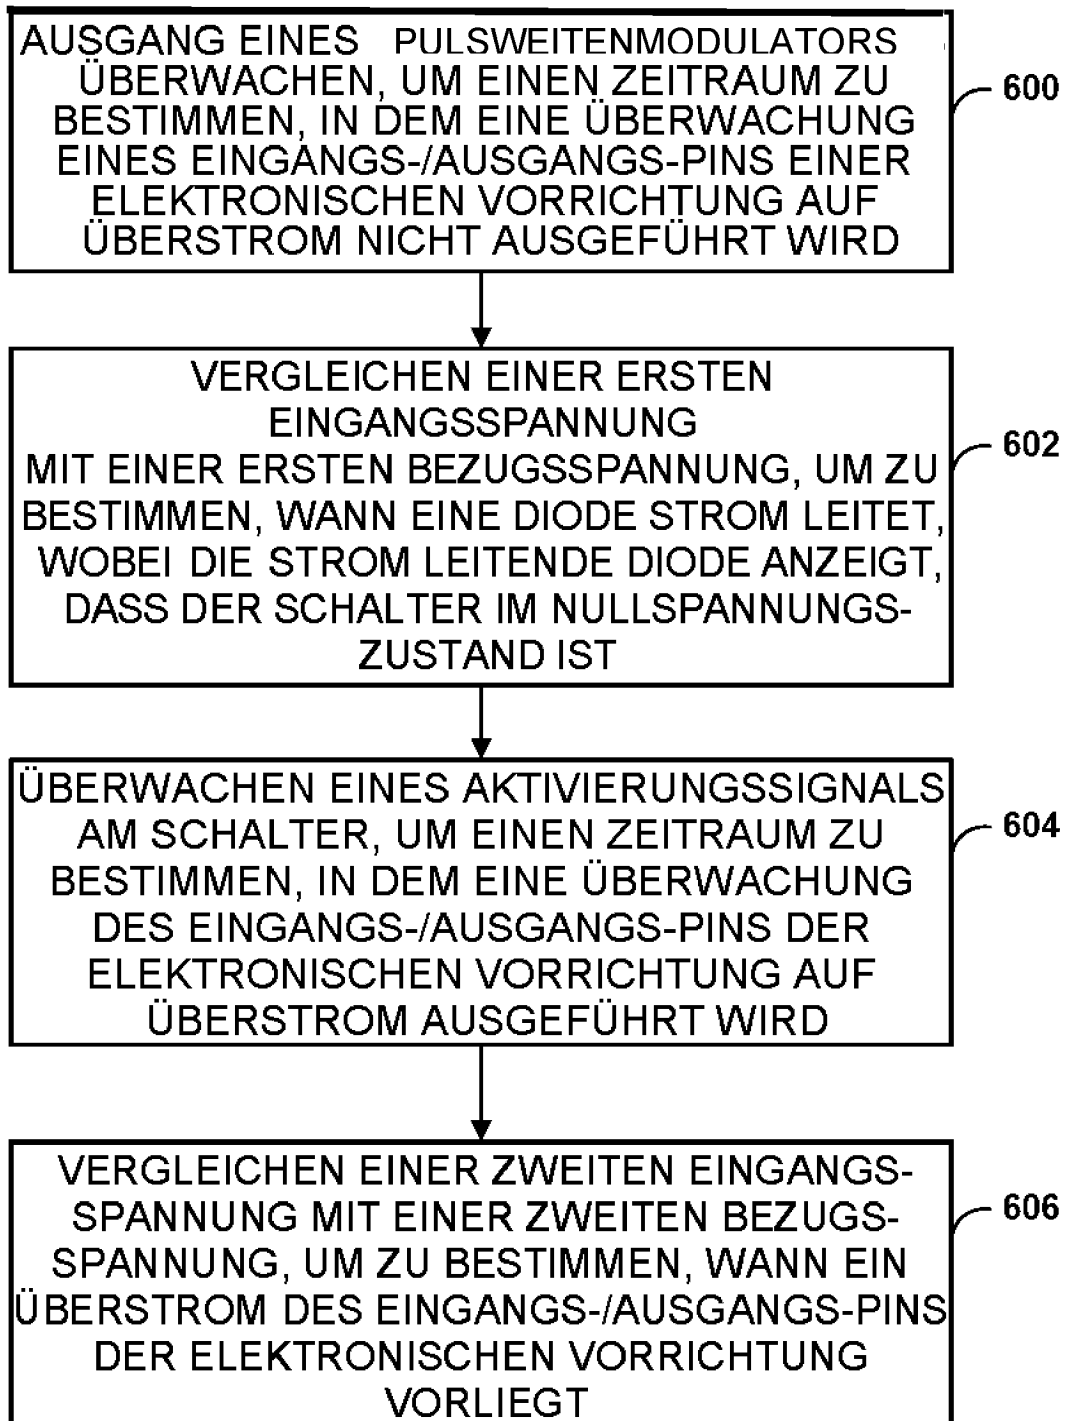 AUSGANG EINES PULSWEITENMODULATORS
ÜBERWACHEN, UM EINEN ZEITRAUM ZU
BESTIMMEN, IN DEM EINE ÜBERWACHUNG
EINES EINGANGS-/AUSGANGS-PINS EINER
ELEKTRONISCHEN VORRICHTUNG AUF
ÜBERSTROM NICHT AUSGEFÜHRT WIRD
600
VERGLEICHEN EINER ERSTEN
EINGANGSSPANNUNG
MIT EINER ERSTEN BEZUGSSPANNUNG, UM ZU
BESTIMMEN, WANN EINE DIODE STROM LEITET,
WOBEI DIE STROM LEITENDE DIODE ANZEIGT,
DASS DER SCHALTER IM NULLSPANNUNGS-
ZUSTAND IST
602
ÜBERWACHEN EINES AKTIVIERUNGSSIGNALS
AM SCHALTER, UM EINEN ZEITRAUM ZU
BESTIMMEN, IN DEM EINE ÜBERWACHUNG
DES EINGANGS-/AUSGANGS-PINS DER
ELEKTRONISCHEN VORRICHTUNG AUF
ÜBERSTROM AUSGEFÜHRT WIRD
604
VERGLEICHEN EINER ZWEITEN EINGANGS-
SPANNUNG MIT EINER ZWEITEN BEZUGS-
SPANNUNG, UM ZU BESTIMMEN, WANN EIN
ÜBERSTROM DES EINGANGS-/AUSGANGS-PINS
DER ELEKTRONISCHEN VORRICHTUNG
VORLIEGT
606